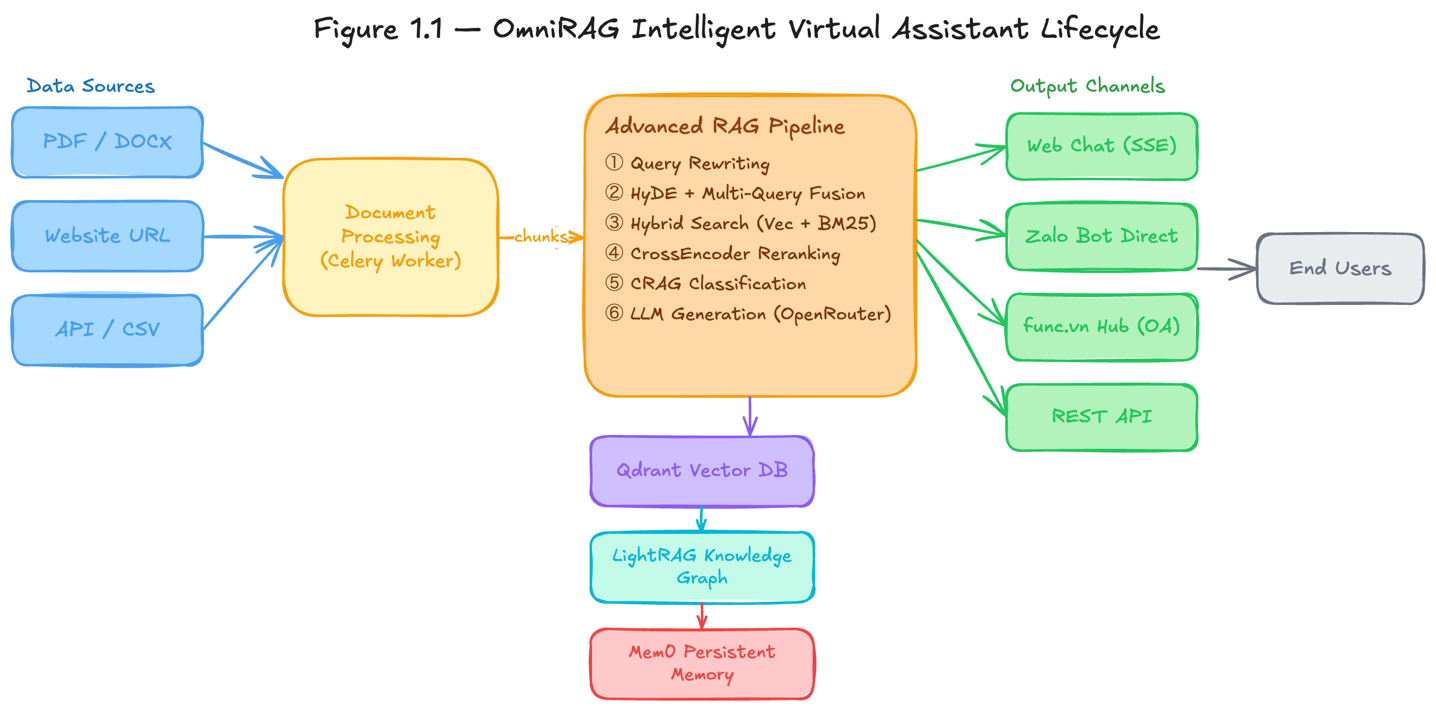 Figure 1.1 — OmniRAG Intelligent Virtual Assistant Lifecycle
Data Sources
PDF / DOCX
Website URL
API / CSV
Document
Processing
(Celery Worker)
chunks
Advanced RAG Pipeline
① Query Rewriting
② HyDE + Multi-Query Fusion
③ Hybrid Search (Vec + BM25)
④ CrossEncoder Reranking
⑤ CRAG Classification
⑥ LLM Generation (OpenRouter)
Qdrant Vector DB
LightRAG Knowledge
Graph
Mem0 Persistent
Memory
Output Channels
Web Chat (SSE)
Zalo Bot Direct
func.vn Hub (OA)
REST API
End Users